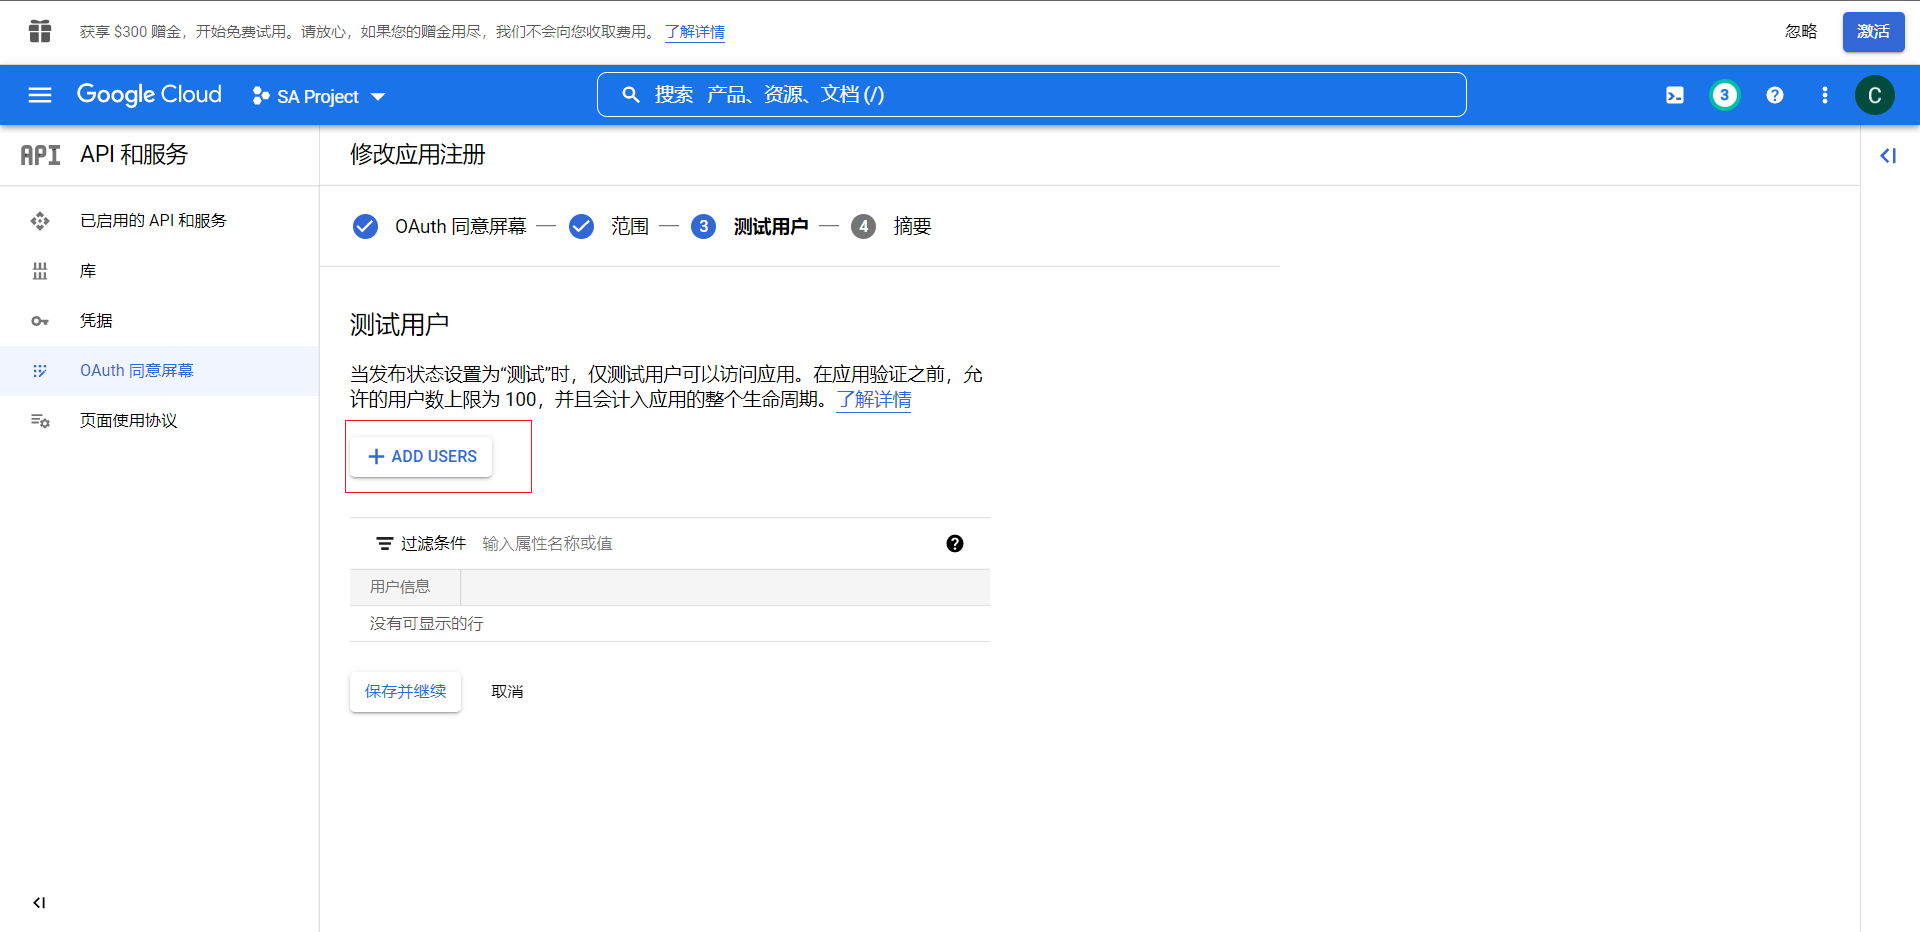 获享 $300 赠金，开始免费试用。请放心，如果您的赠金用尽，我们不会向您收取费用。 了解详情
忽略
激活
Google Cloud
SA Project
搜索 产品、资源、文档 (/)
3
?
C
API
API 和服务
已启用的 API 和服务
库
凭据
OAuth 同意屏幕
页面使用协议
修改应用注册
OAuth 同意屏幕 — 范围 — 3 测试用户 — 4 摘要
测试用户
当发布状态设置为“测试”时，仅测试用户可以访问应用。在应用验证之前，允
许的用户数上限为 100，并且会计入应用的整个生命周期。 了解详情
+ ADD USERS
过滤条件 输入属性名称或值 ?
用户信息
没有可显示的行
保存并继续
取消